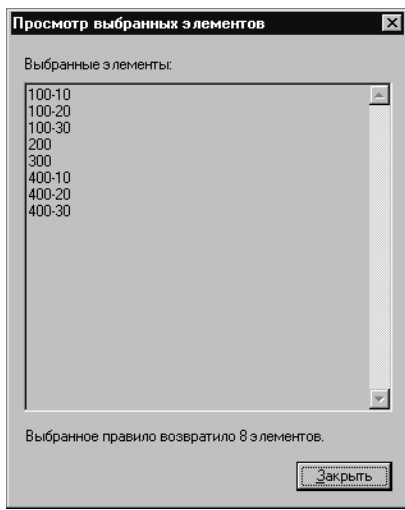 Просмотр выбранных элементов
Выбранные элементы:
100-10
100-20
100-30
200
300
400-10
400-20
400-30
Выбранное правило возвратило 8 элементов.
Закрыть